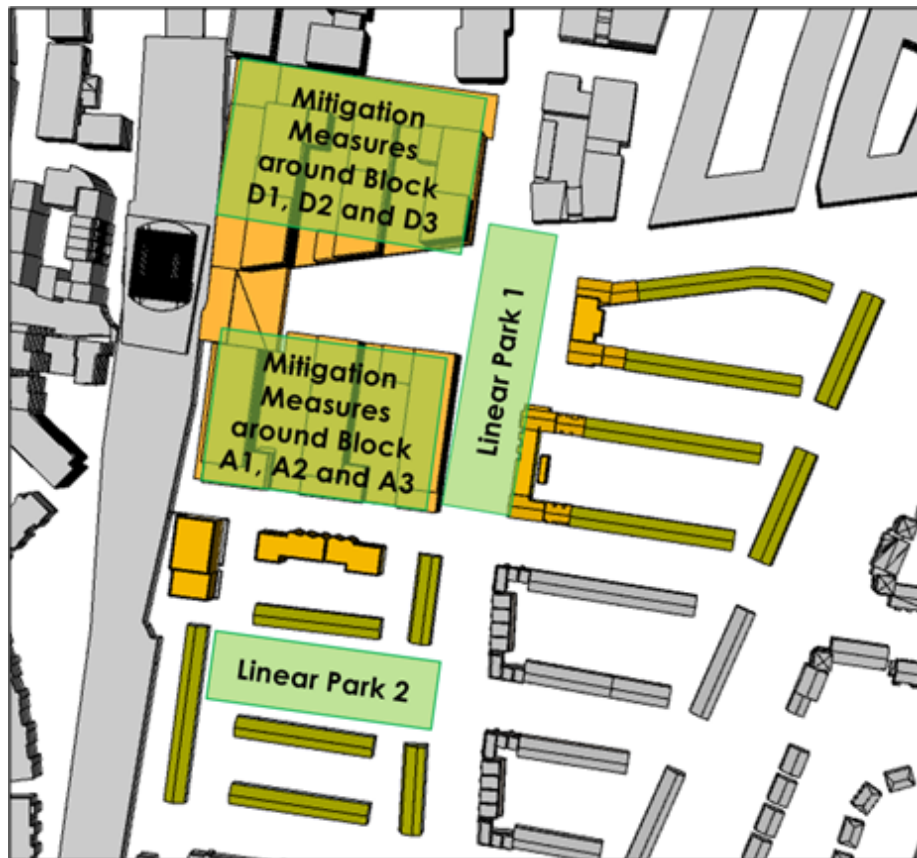 Mitigation
Measures
around Block
D1, D2 and D3
Linear Park 1
Mitigation
Measures
around Block
A1, A2 and A3
Linear Park 2